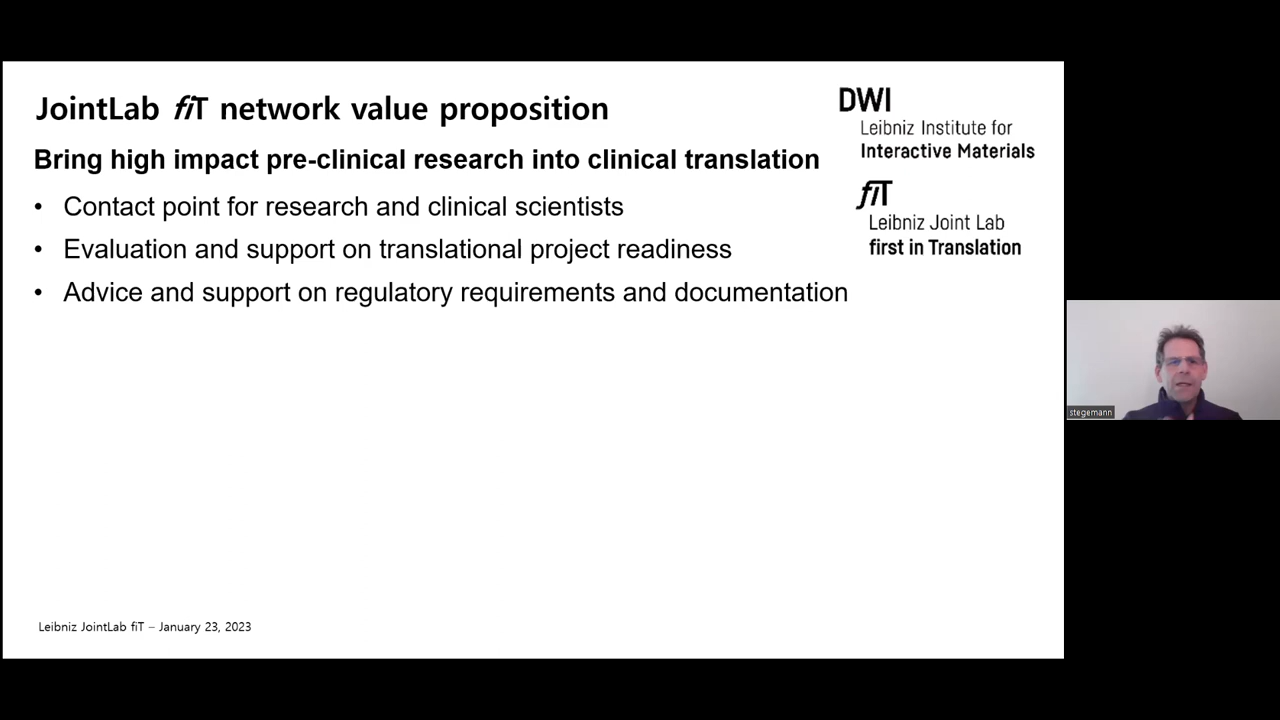 JointLab fiT network value proposition
Bring high impact pre-clinical research into clinical translation
• Contact point for research and clinical scientists
• Evaluation and support on translational project readiness
• Advice and support on regulatory requirements and documentation
DWI
Leibniz Institute for
Interactive Materials
fiT
Leibniz Joint Lab
first in Translation
stegemann
Leibniz JointLab fiT – January 23, 2023